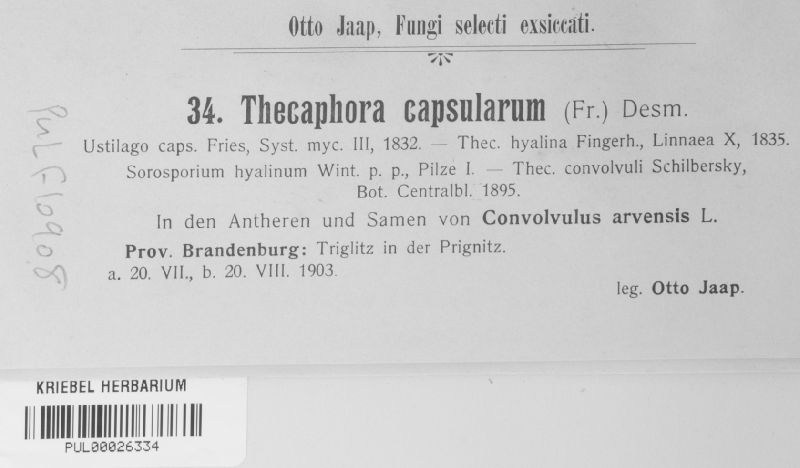 Otto Jaap, Fungi selecti exsiccati.
34. Thecaphora capsularum (Fr.) Desm.
Ustilago caps. Fries, Syst. myc. III, 1832. — Thec. hyalina Fingerh., Linnaea X, 1835.
Sorosporium hyalinum Wint. p. p., Pilze I. — Thec. convolvuli Schilbersky,
Bot. Centralbl. 1895.
In den Antheren und Samen von Convolvulus arvensis L.
Prov. Brandenburg: Triglitz in der Prignitz.
a. 20. VII., b. 20. VIII. 1903.
leg. Otto Jaap.
PUL F10908
KRIEBEL HERBARIUM
PUL00026334